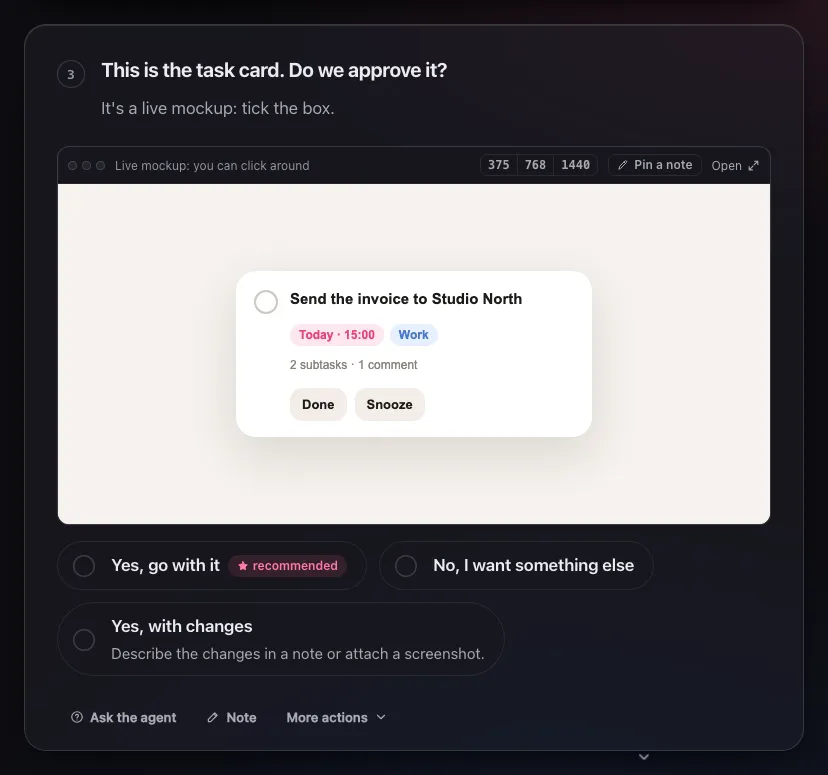 3
This is the task card. Do we approve it?
It's a live mockup: tick the box.
Live mockup: you can click around
375 768 1440
Pin a note
Open
Send the invoice to Studio North
Today · 15:00 Work
2 subtasks · 1 comment
Done Snooze
Yes, go with it ★ recommended
No, I want something else
Yes, with changes
Describe the changes in a note or attach a screenshot.
Ask the agent
Note
More actions